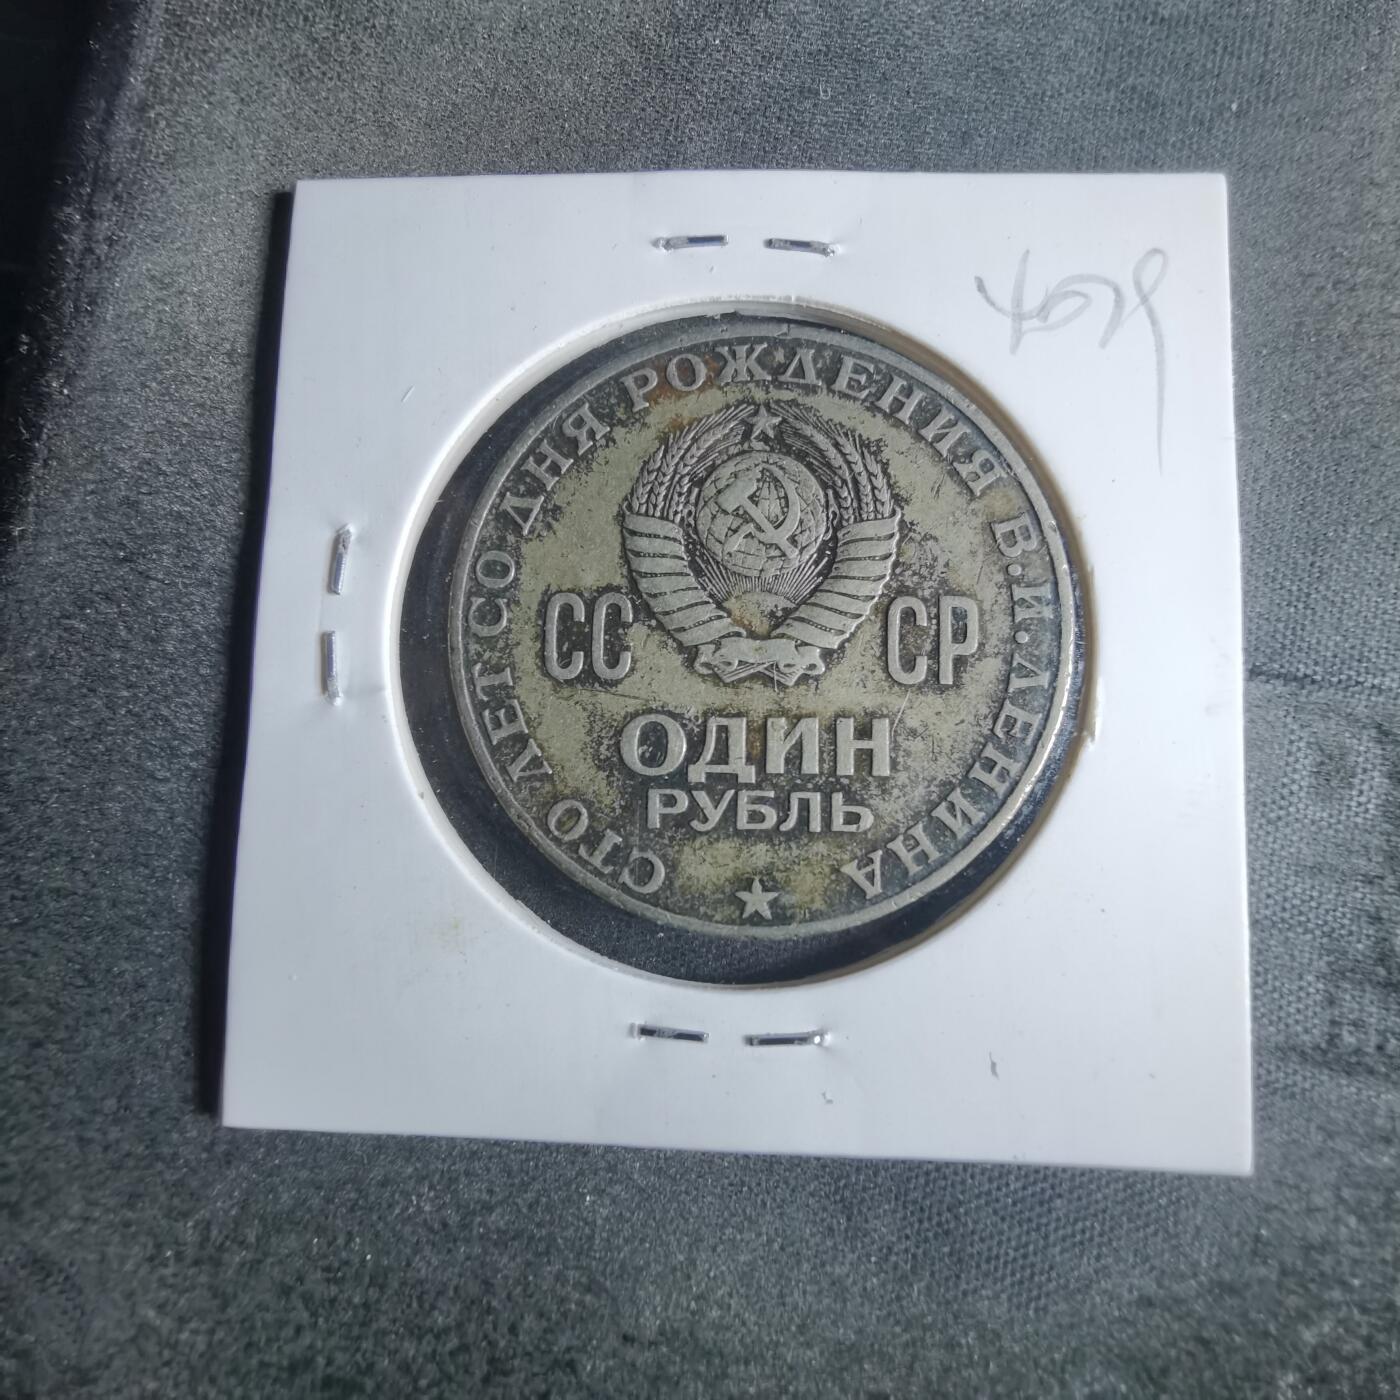 СТО ЛЕТ СО ДНЯ РОЖДЕНИЯ В.И.ЛЕНИНА
СС СР
ОДИН
РУБЛЬ